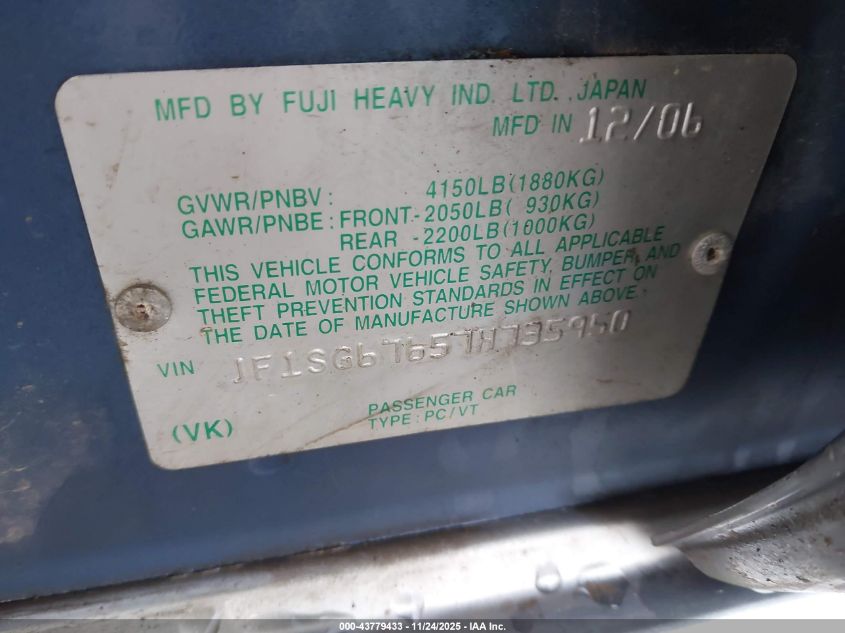 MFD BY FUJI HEAVY IND. LTD. JAPAN
MFD IN 12/06
GVWR/PNBV : 4150LB(1880KG)
GAWR/PNBE : FRONT-2050LB( 930KG)
REAR -2200LB(1000KG)
THIS VEHICLE CONFORMS TO ALL APPLICABLE
FEDERAL MOTOR VEHICLE SAFETY, BUMPER, AND
THEFT PREVENTION STANDARDS IN EFFECT ON
THE DATE OF MANUFACTURE SHOWN ABOVE.
VIN JF1SG67657H735950
PASSENGER CAR
(VK) TYPE : PC/VT
000-43779433 - 11/24/2025 - IAA Inc.